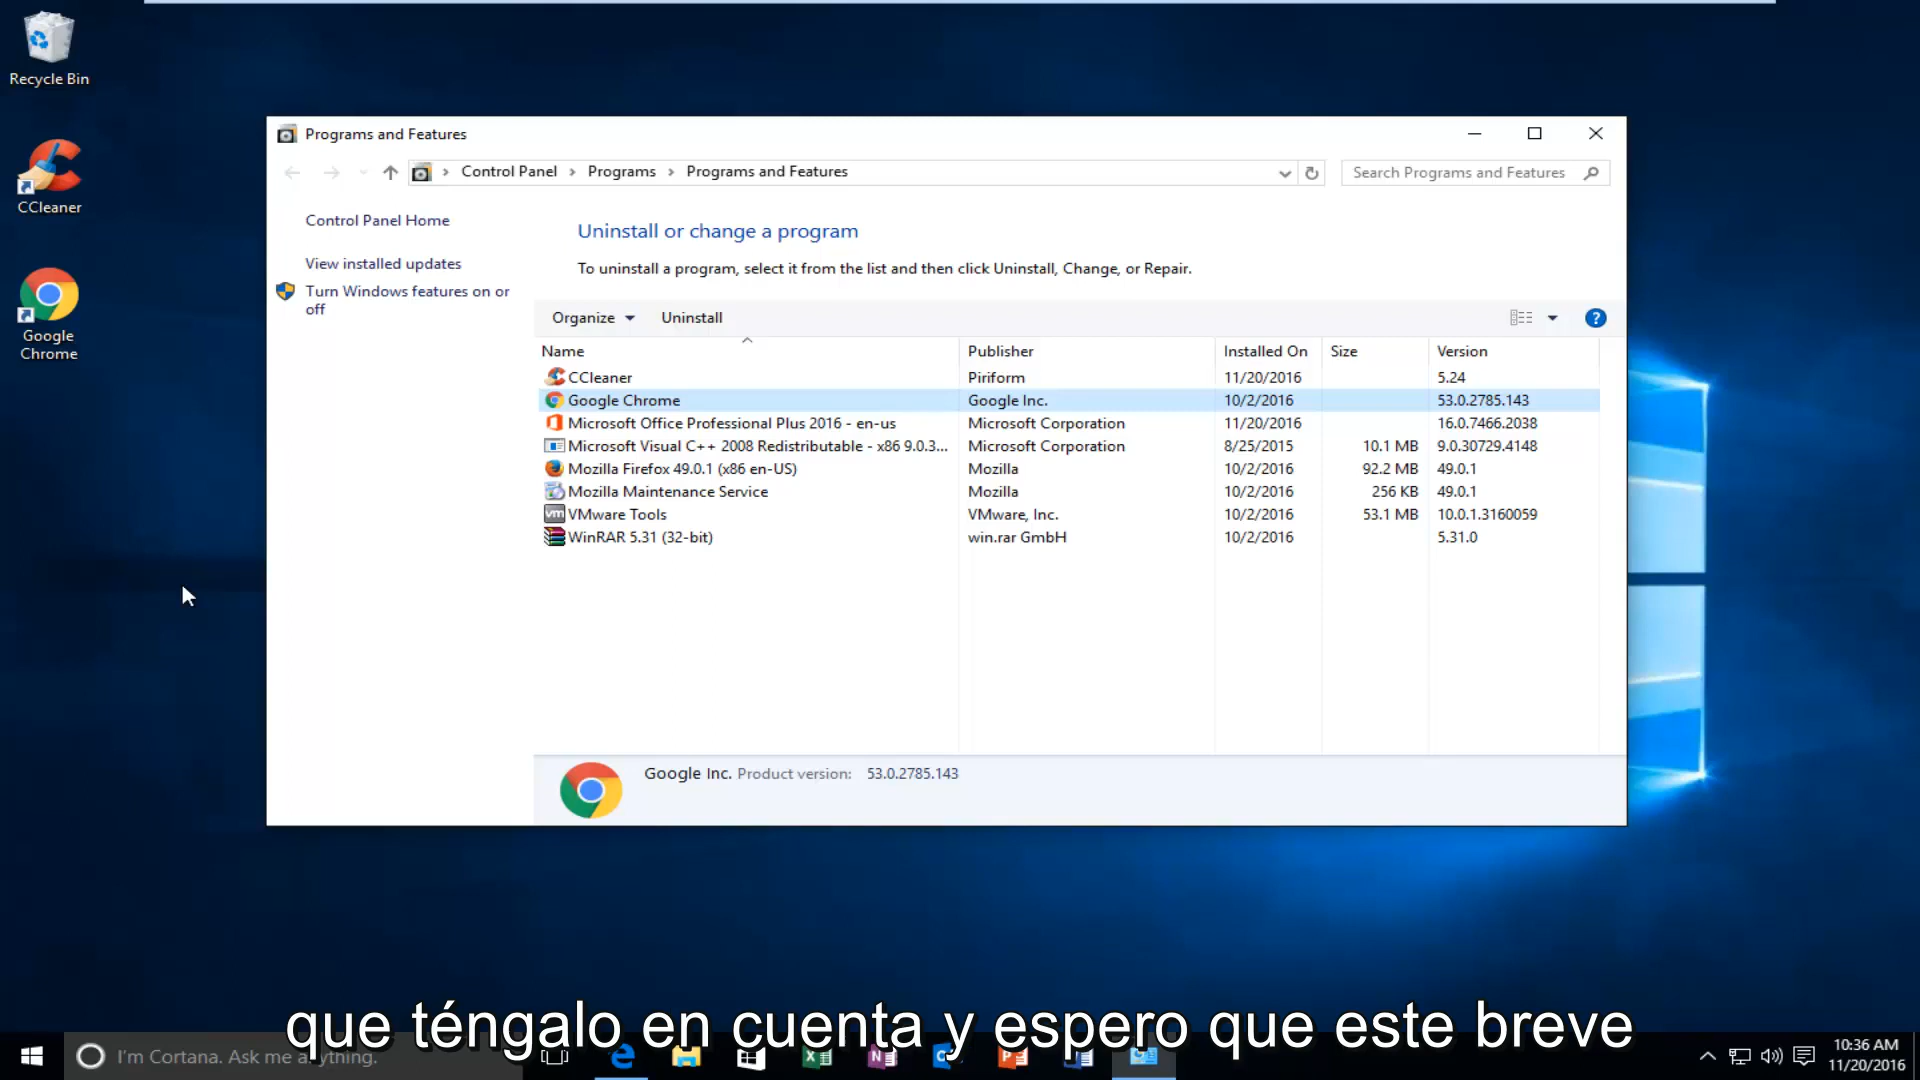 Recycle Bin
CCleaner
Google
Chrome
Programs and Features
Control Panel > Programs > Programs and Features
Search Programs and Features
Control Panel Home
View installed updates
Turn Windows features on or
off
Uninstall or change a program
To uninstall a program, select it from the list and then click Uninstall, Change, or Repair.
Organize Uninstall
Name Publisher Installed On Size Version
CCleaner Piriform 11/20/2016 5.24
Google Chrome Google Inc. 10/2/2016 53.0.2785.143
Microsoft Office Professional Plus 2016 - en-us Microsoft Corporation 11/20/2016 16.0.7466.2038
Microsoft Visual C++ 2008 Redistributable - x86 9.0.3... Microsoft Corporation 8/25/2015 10.1 MB 9.0.30729.4148
Mozilla Firefox 49.0.1 (x86 en-US) Mozilla 10/2/2016 92.2 MB 49.0.1
Mozilla Maintenance Service Mozilla 10/2/2016 256 KB 49.0.1
VMware Tools VMware, Inc. 10/2/2016 53.1 MB 10.0.1.3160059
WinRAR 5.31 (32-bit) win.rar GmbH 10/2/2016 5.31.0
Google Inc. Product version: 53.0.2785.143
que téngalo en cuenta y espero que este breve
I'm Cortana. Ask me anything.
10:36 AM
11/20/2016